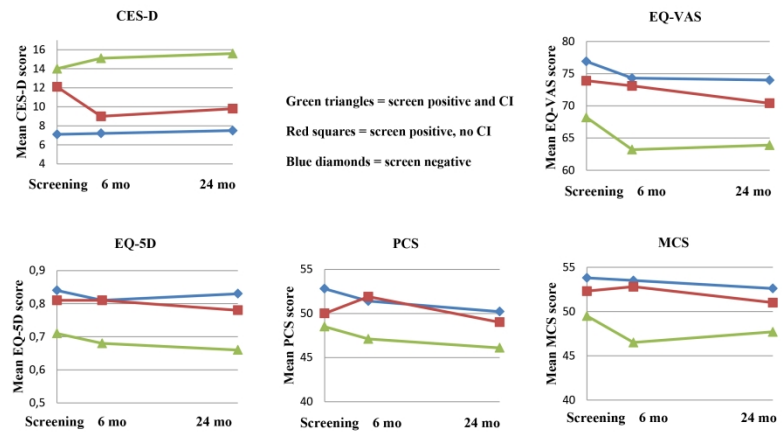 CES-D
Mean CES-D score
16
14
12
10
8
6
4
Screening 6 mo 24 mo
Green triangles = screen positive and CI
Red squares = screen positive, no CI
Blue diamonds = screen negative
EQ-VAS
Mean EQ-VAS score
80
75
70
65
60
Screening 6 mo 24 mo
EQ-5D
Mean EQ-5D score
0,9
0,8
0,7
0,6
0,5
Screening 6 mo 24 mo
PCS
Mean PCS score
55
50
45
40
Screening 6 mo 24 mo
MCS
Mean MCS score
55
50
45
40
Screening 6 mo 24 mo